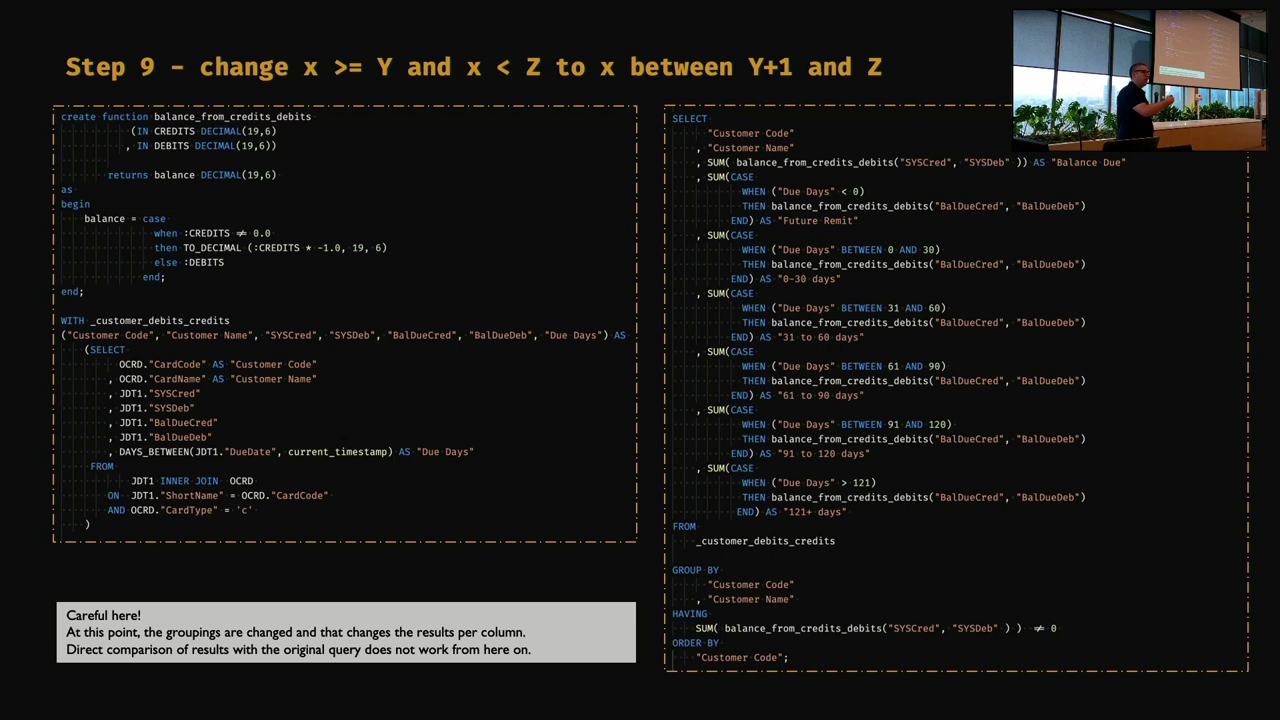 Step 9 – change x >= Y and x < Z to x between Y+1 and Z
create function balance_from_credits_debits
(IN CREDITS DECIMAL(19,6)
, IN DEBITS DECIMAL(19,6))
returns balance DECIMAL(19,6)
as
begin
balance = case
when :CREDITS ≠ 0.0
then TO_DECIMAL (:CREDITS * -1.0, 19, 6)
else :DEBITS
end;
end;
WITH _customer_debits_credits
("Customer Code", "Customer Name", "SYSCred", "SYSDeb", "BalDueCred", "BalDueDeb", "Due Days") AS
(SELECT
OCRD."CardCode" AS "Customer Code"
, OCRD."CardName" AS "Customer Name"
, JDT1."SYSCred"
, JDT1."SYSDeb"
, JDT1."BalDueCred"
, JDT1."BalDueDeb"
, DAYS_BETWEEN(JDT1."DueDate", current_timestamp) AS "Due Days"
FROM
JDT1 INNER JOIN OCRD
ON JDT1."ShortName" = OCRD."CardCode"
AND OCRD."CardType" = 'c'
)
Careful here!
At this point, the groupings are changed and that changes the results per column.
Direct comparison of results with the original query does not work from here on.
SELECT
"Customer Code"
, "Customer Name"
, SUM( balance_from_credits_debits("SYSCred", "SYSDeb" )) AS "Balance Due"
, SUM(CASE
WHEN ("Due Days" < 0)
THEN balance_from_credits_debits("BalDueCred", "BalDueDeb")
END) AS "Future Remit"
, SUM(CASE
WHEN ("Due Days" BETWEEN 0 AND 30)
THEN balance_from_credits_debits("BalDueCred", "BalDueDeb")
END) AS "0-30 days"
, SUM(CASE
WHEN ("Due Days" BETWEEN 31 AND 60)
THEN balance_from_credits_debits("BalDueCred", "BalDueDeb")
END) AS "31 to 60 days"
, SUM(CASE
WHEN ("Due Days" BETWEEN 61 AND 90)
THEN balance_from_credits_debits("BalDueCred", "BalDueDeb")
END) AS "61 to 90 days"
, SUM(CASE
WHEN ("Due Days" BETWEEN 91 AND 120)
THEN balance_from_credits_debits("BalDueCred", "BalDueDeb")
END) AS "91 to 120 days"
, SUM(CASE
WHEN ("Due Days" > 121)
THEN balance_from_credits_debits("BalDueCred", "BalDueDeb")
END) AS "121+ days"
FROM
_customer_debits_credits
GROUP BY
"Customer Code"
, "Customer Name"
HAVING
SUM( balance_from_credits_debits("SYSCred", "SYSDeb" ) ) ≠ 0
ORDER BY
"Customer Code";